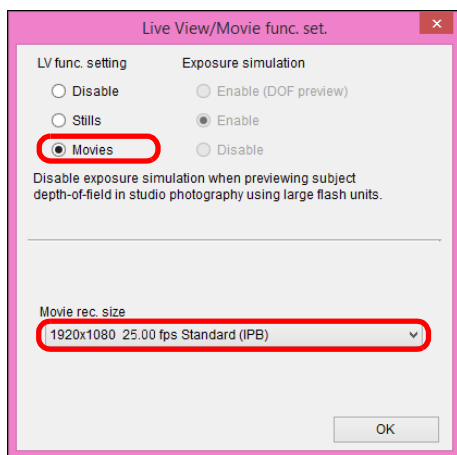 Live View/Movie func. set.
LV func. setting
Exposure simulation
Disable
Enable (DOF preview)
Stills
Enable
Movies
Disable
Disable exposure simulation when previewing subject
depth-of-field in studio photography using large flash units.
Movie rec. size
1920x1080 25.00 fps Standard (IPB)
OK